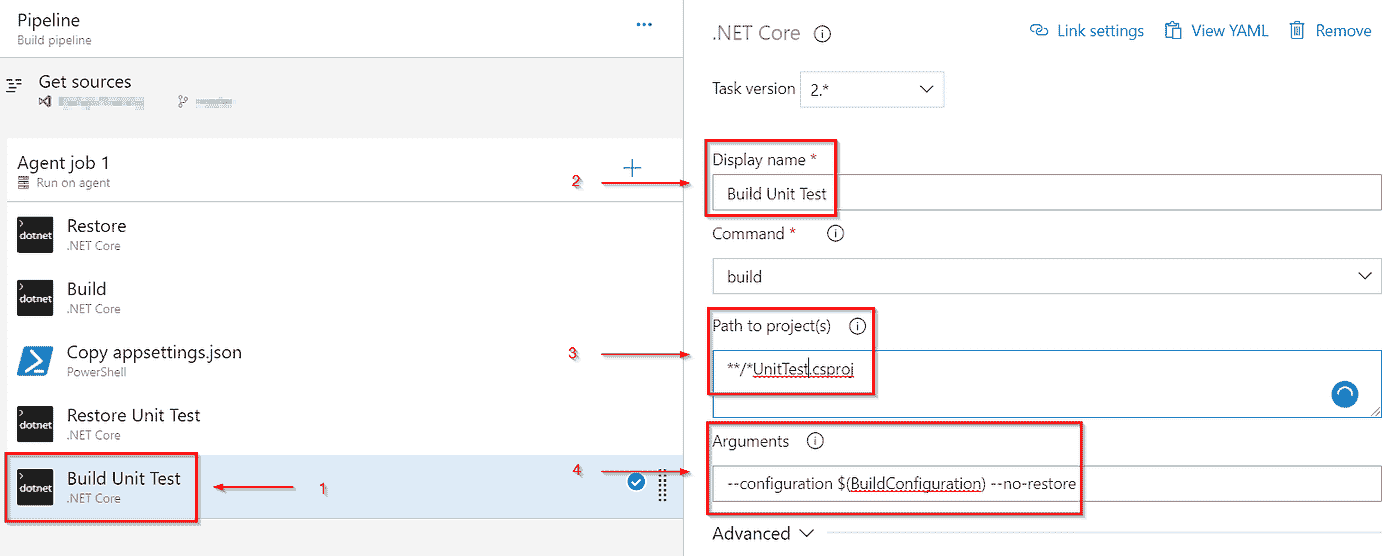 Pipeline
Build pipeline
...
Get sources
Agent job 1
Run on agent
+
dotnet
Restore
.NET Core
dotnet
Build
.NET Core
Copy appsettings.json
PowerShell
dotnet
Restore Unit Test
.NET Core
dotnet
Build Unit Test
.NET Core
1
.NET Core
Link settings View YAML Remove
Task version 2.*
2
Display name *
Build Unit Test
Command *
build
3
Path to project(s)
**/*UnitTest.csproj
4
Arguments
--configuration $(BuildConfiguration) --no-restore
Advanced